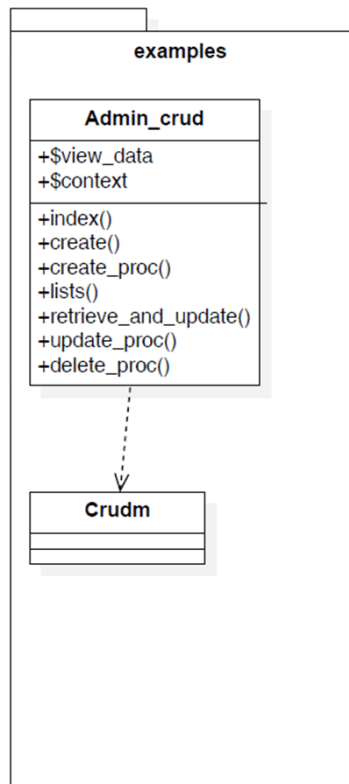 examples
Admin_crud
+$view_data
+$context
+index()
+create()
+create_proc()
+lists()
+retrieve_and_update()
+update_proc()
+delete_proc()
Crudm